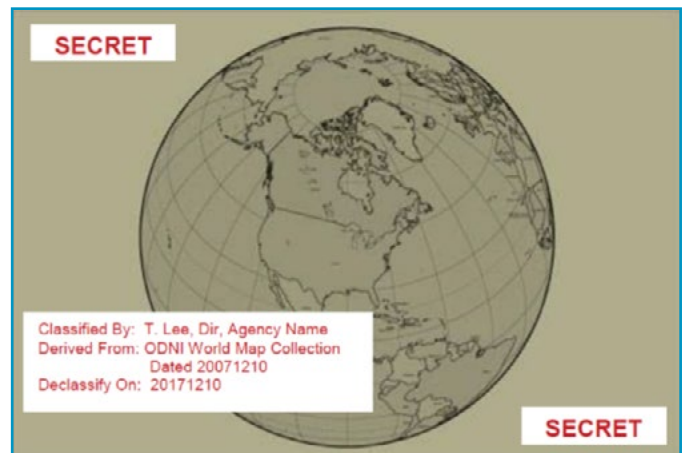 SECRET
Classified By: T. Lee, Dir, Agency Name
Derived From: ODNI World Map Collection
Dated 20071210
Declassify On: 20171210
SECRET